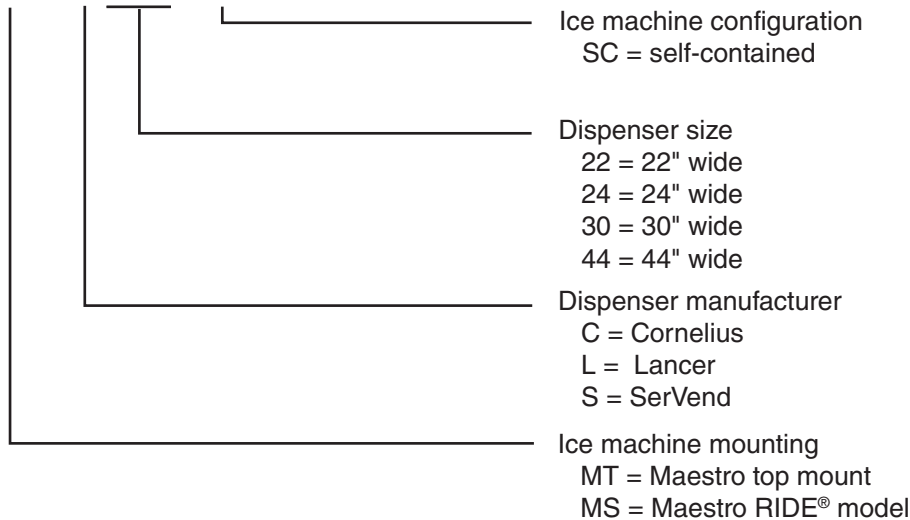 Ice machine configuration
SC = self-contained
Dispenser size
22 = 22" wide
24 = 24" wide
30 = 30" wide
44 = 44" wide
Dispenser manufacturer
C = Cornelius
L = Lancer
S = SerVend
Ice machine mounting
MT = Maestro top mount
MS = Maestro RIDE® model